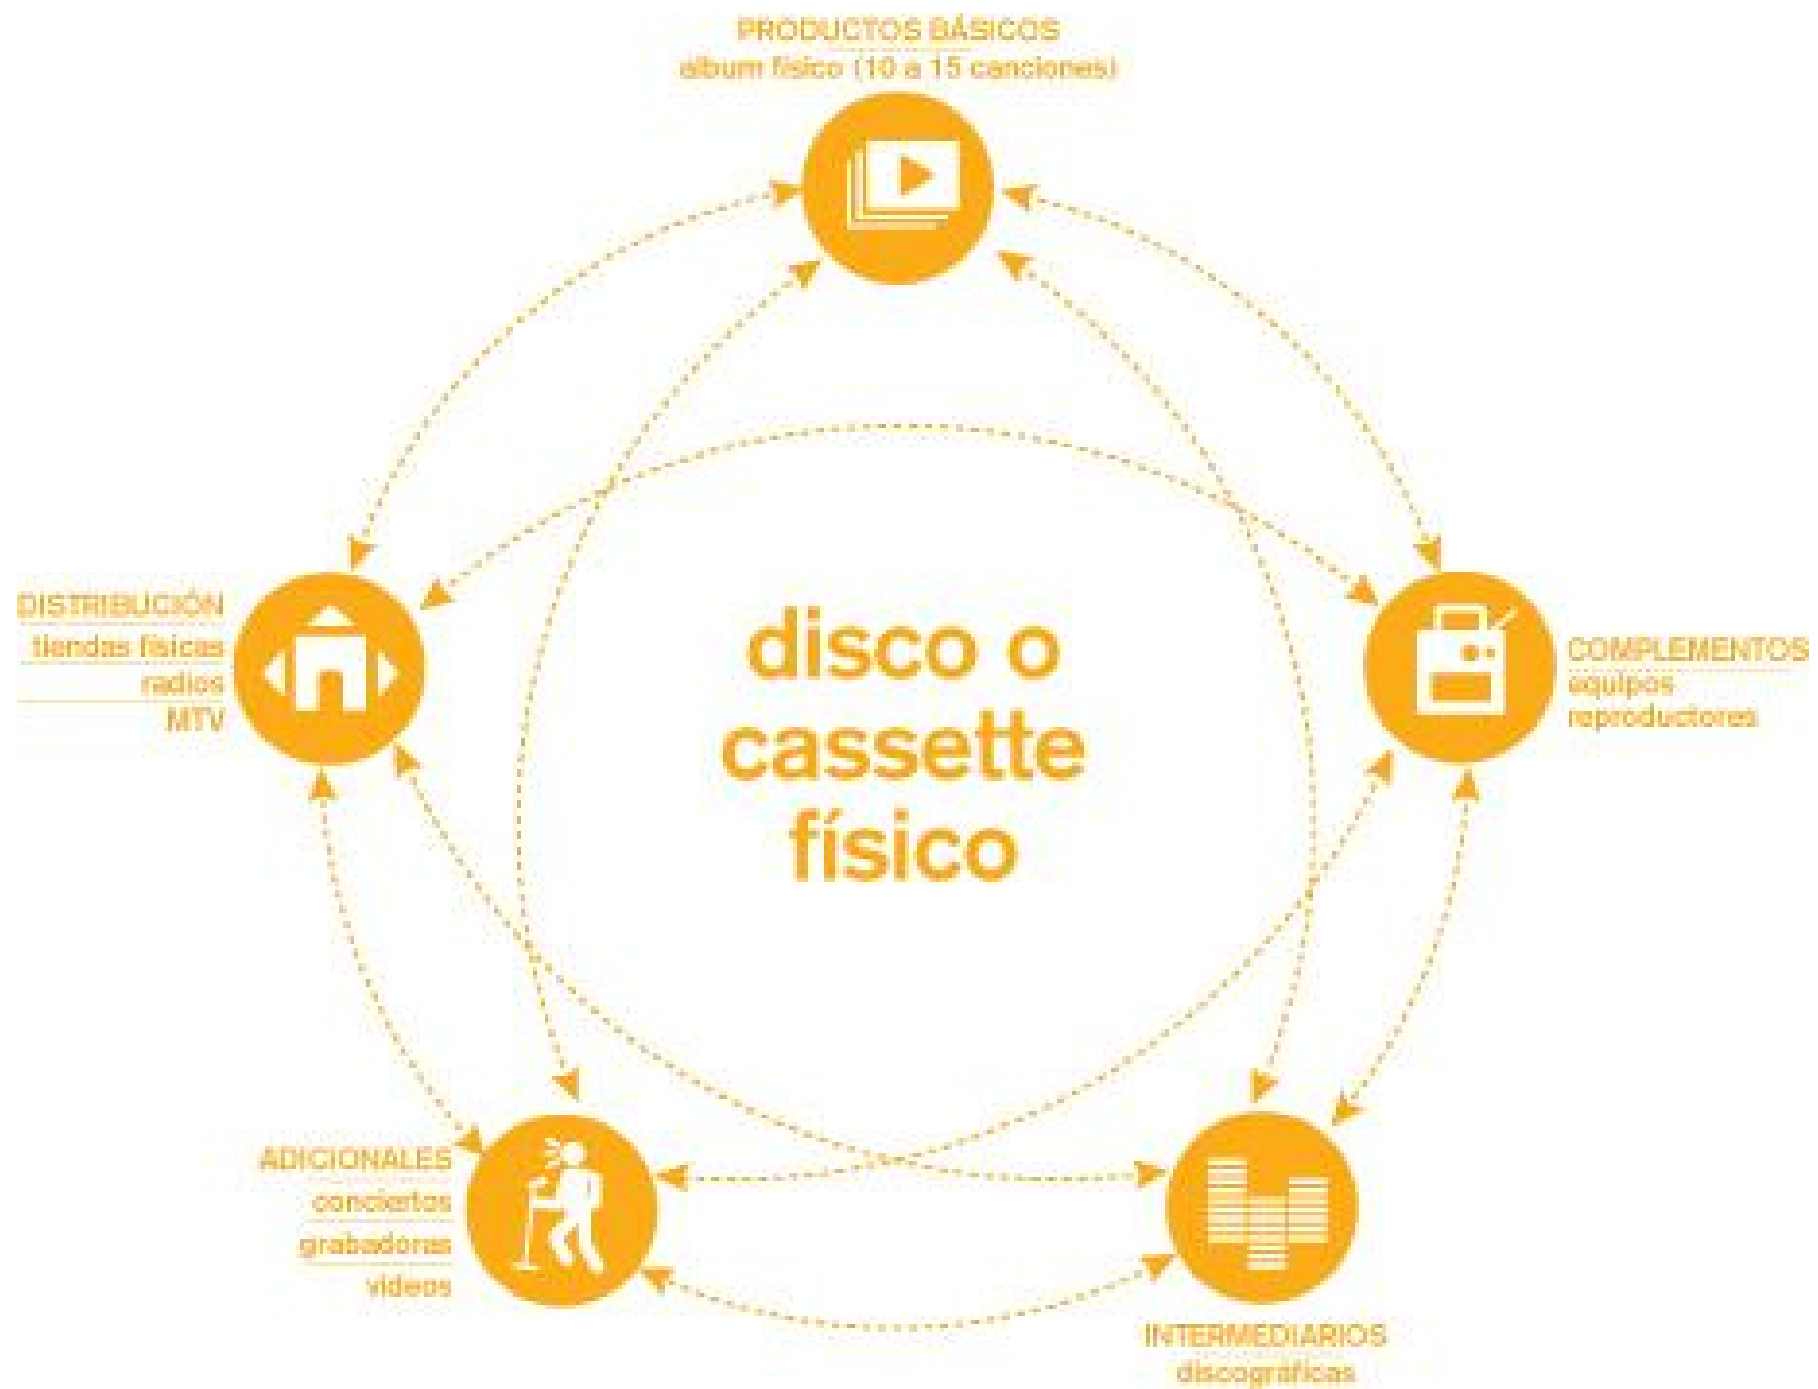 PRODUCTOS BÁSICOS
album físico (10 a 15 canciones)
DISTRIBUCIÓN
tiendas físicas
radios
MTV
disco o
cassette
físico
COMPLEMENTOS
equipos
reproductores
ADICIONALES
conciertos
grabadoras
vídeos
INTERMEDIARIOS
discográficas